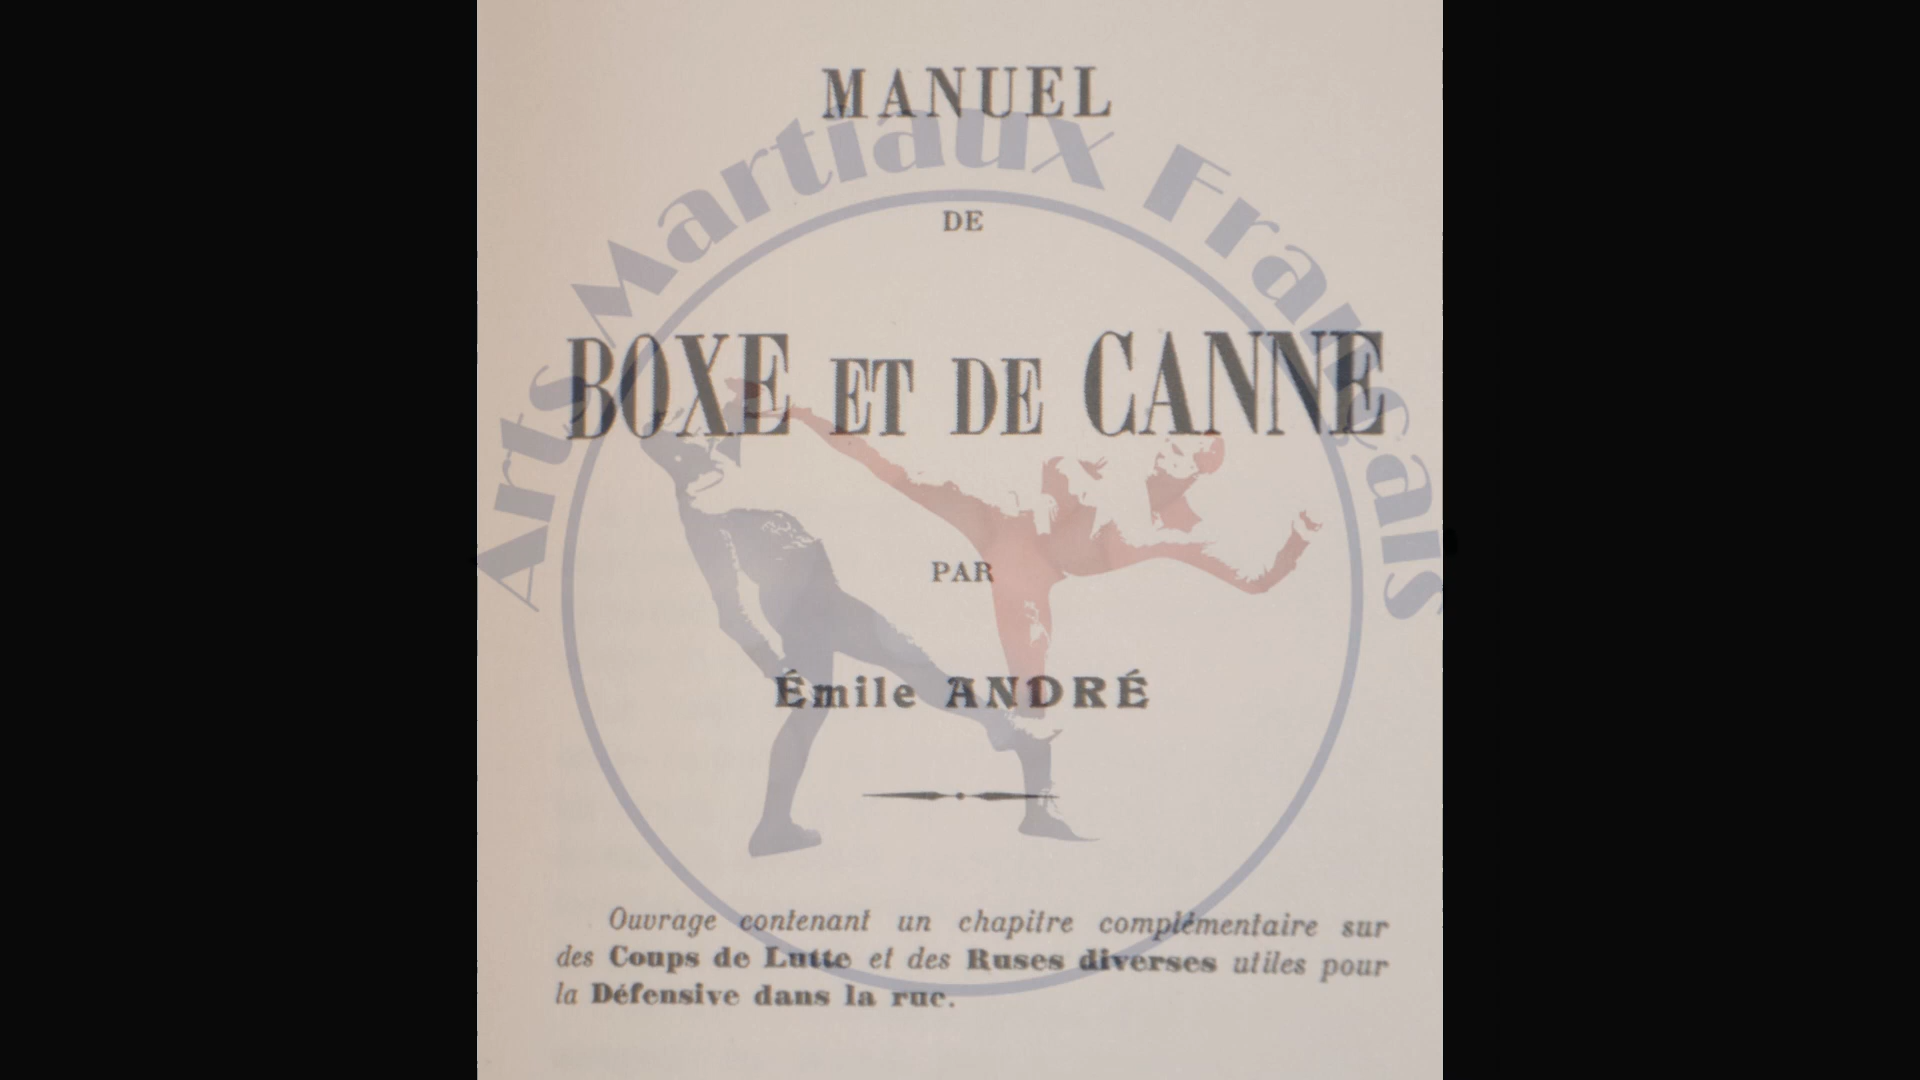 MANUEL
Arts Martiaux Français
DE
BOXE ET DE CANNE
PAR
Émile ANDRÉ
Ouvrage contenant un chapitre complémentaire sur
des Coups de Lutte et des Ruses diverses utiles pour
la Défensive dans la rue.